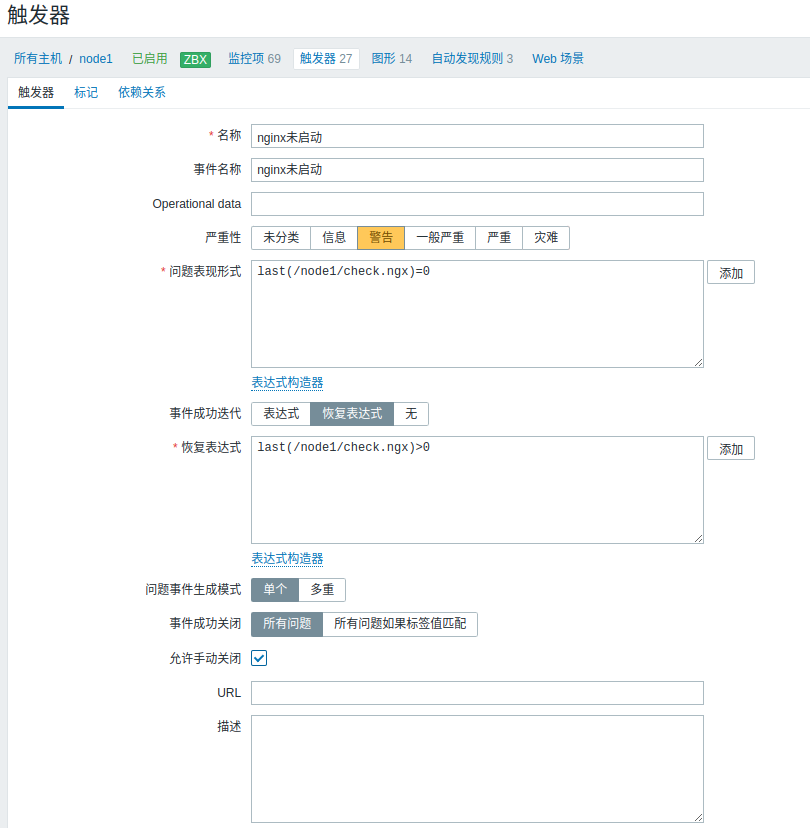 触发器
所有主机 / node1 已启用 ZBX 监控项 69 触发器 27 图形 14 自动发现规则 3 Web 场景
触发器 标记 依赖关系
* 名称 nginx未启动
事件名称 nginx未启动
Operational data
严重性 未分类 信息 警告 一般严重 严重 灾难
* 问题表现形式 last(/node1/check.ngx)=0 添加
表达式构造器
事件成功迭代 表达式 恢复表达式 无
* 恢复表达式 last(/node1/check.ngx)>0 添加
表达式构造器
问题事件生成模式 单个 多重
事件成功关闭 所有问题 所有问题如果标签值匹配
允许手动关闭
URL
描述